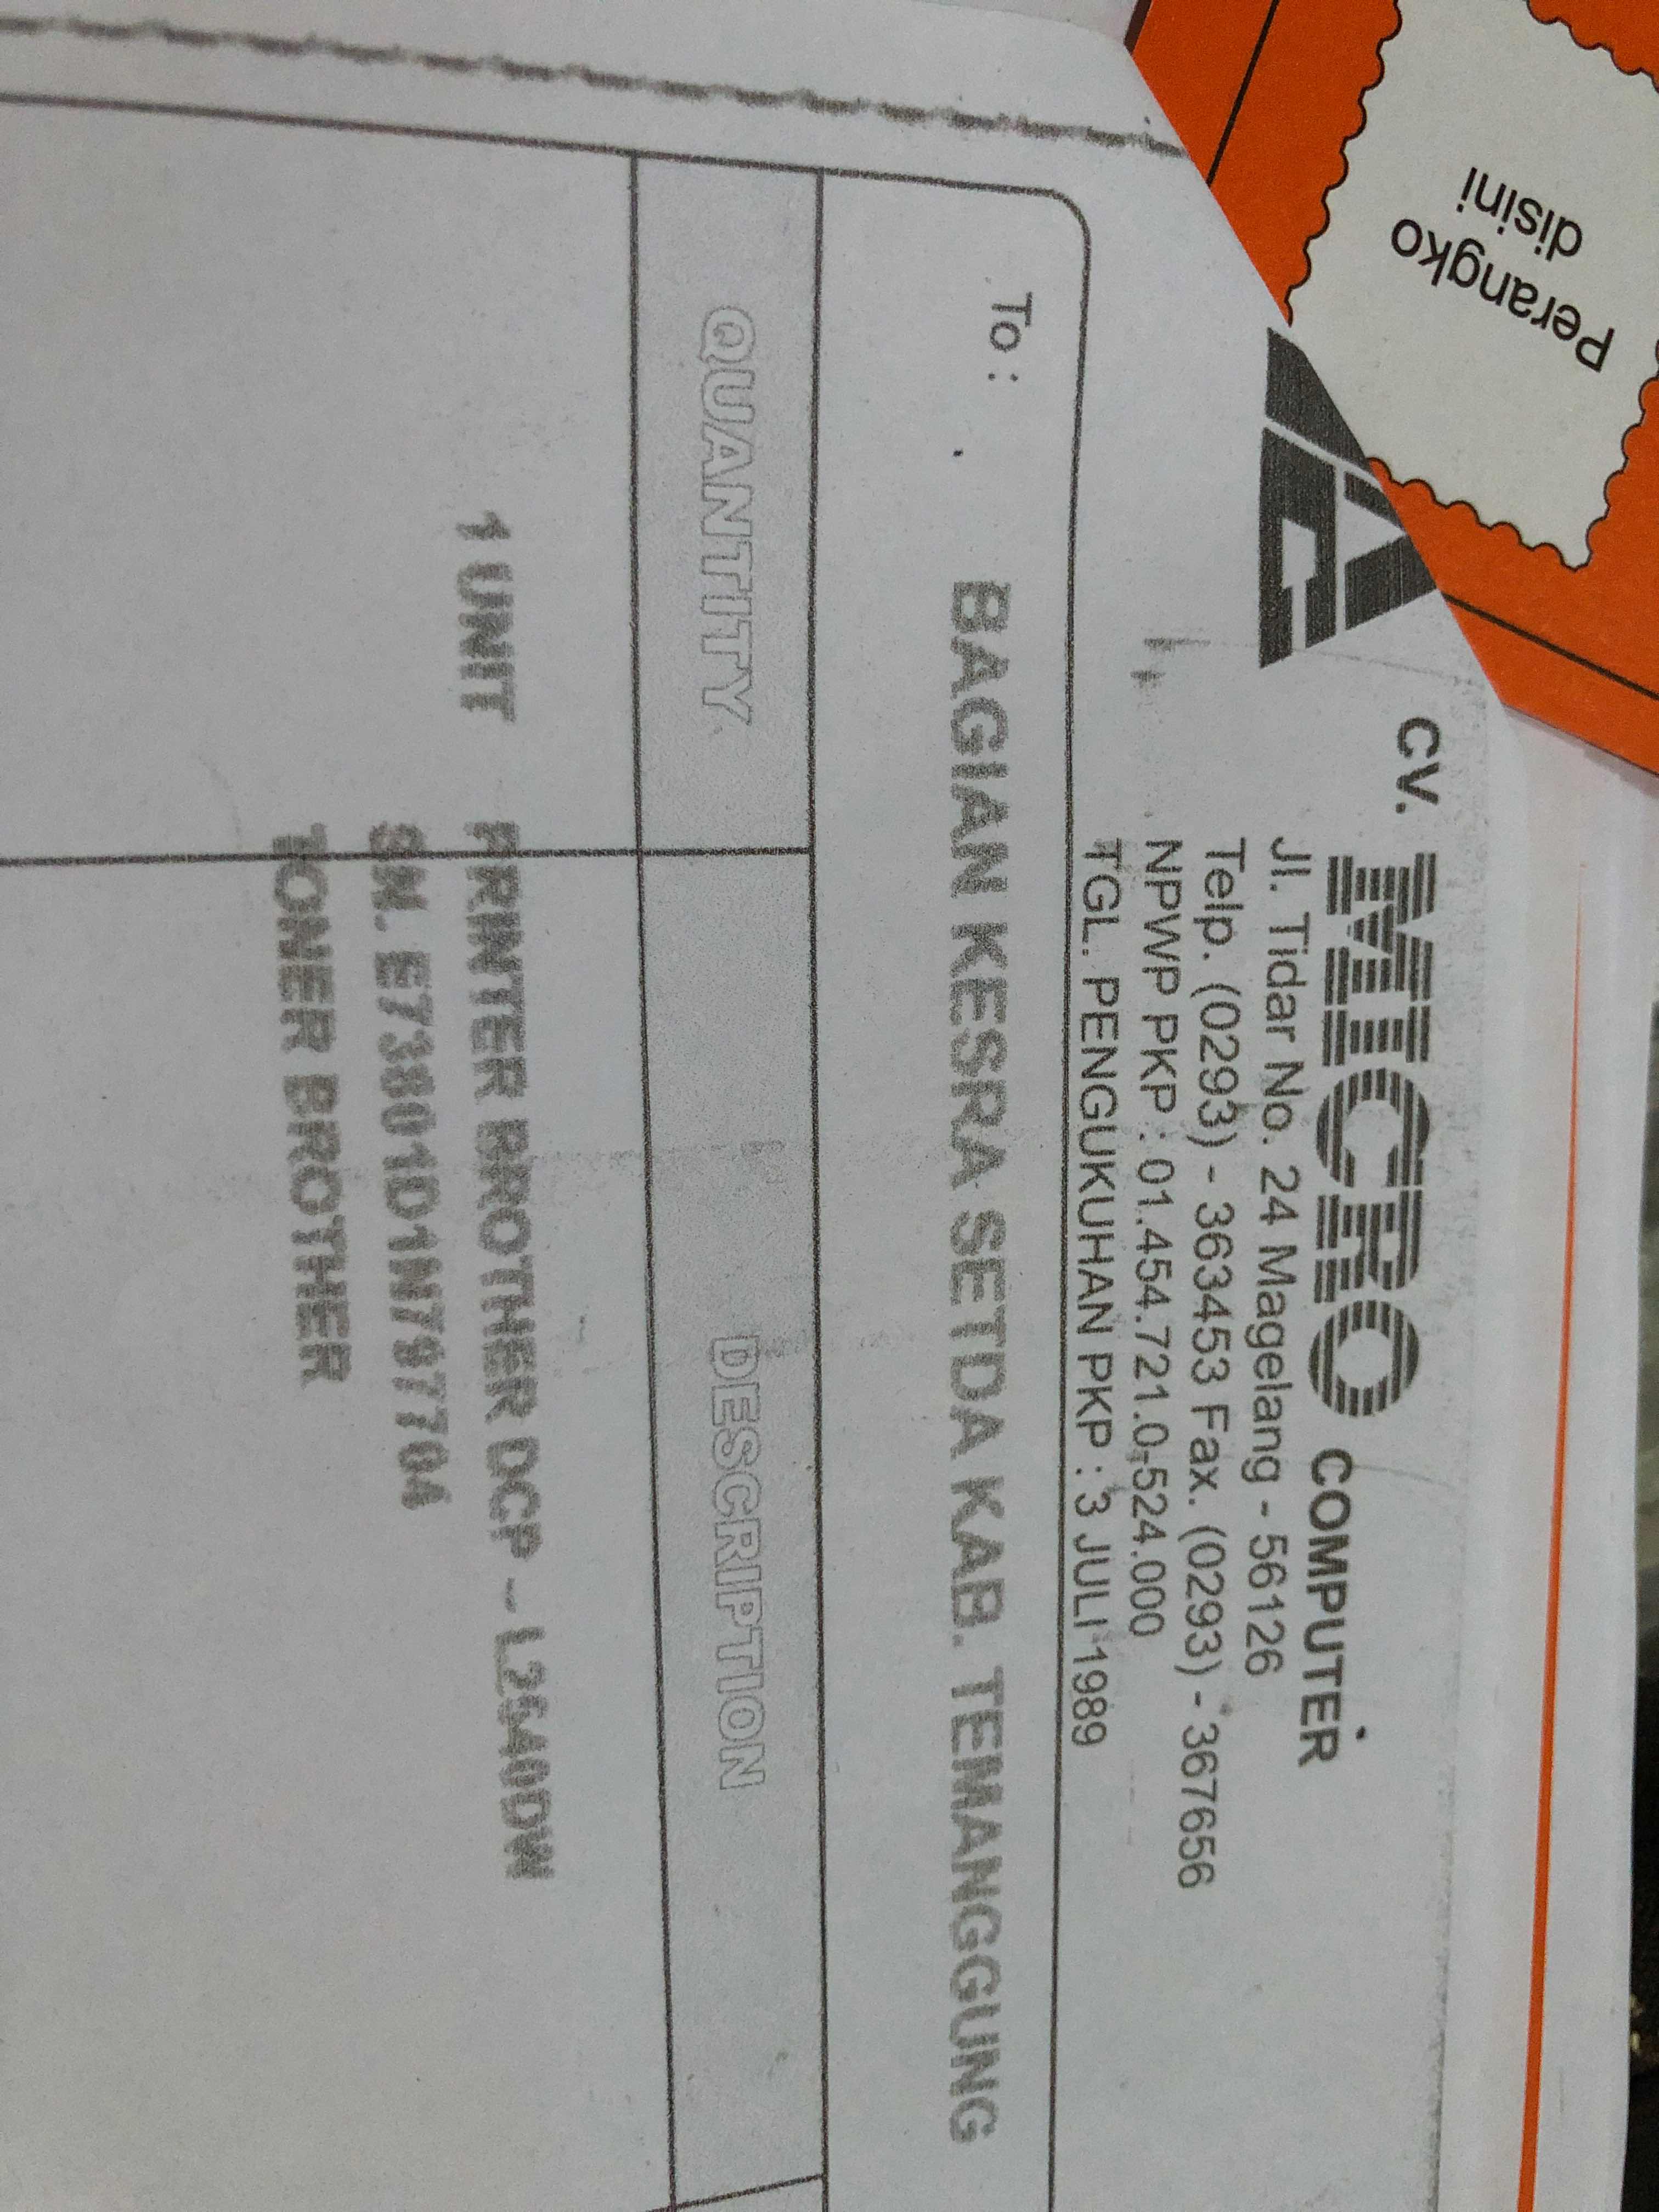 Perangko
disini
CV. MICRO COMPUTER
Jl. Tidar No. 24 Magelang - 56126
Telp. (0293) - 363453 Fax. (0293) - 367656
NPWP PKP : 01.454.721.0-524.000
TGL. PENGUKUHAN PKP : 3 JULI 1989
To :
BAGIAN KESRA SETDA KAB. TEMANGGUNG
QUANTITY DESCRIPTION
1 UNIT PRINTER BROTHER DCP - L2540DW
SN.
TONER BROTHER